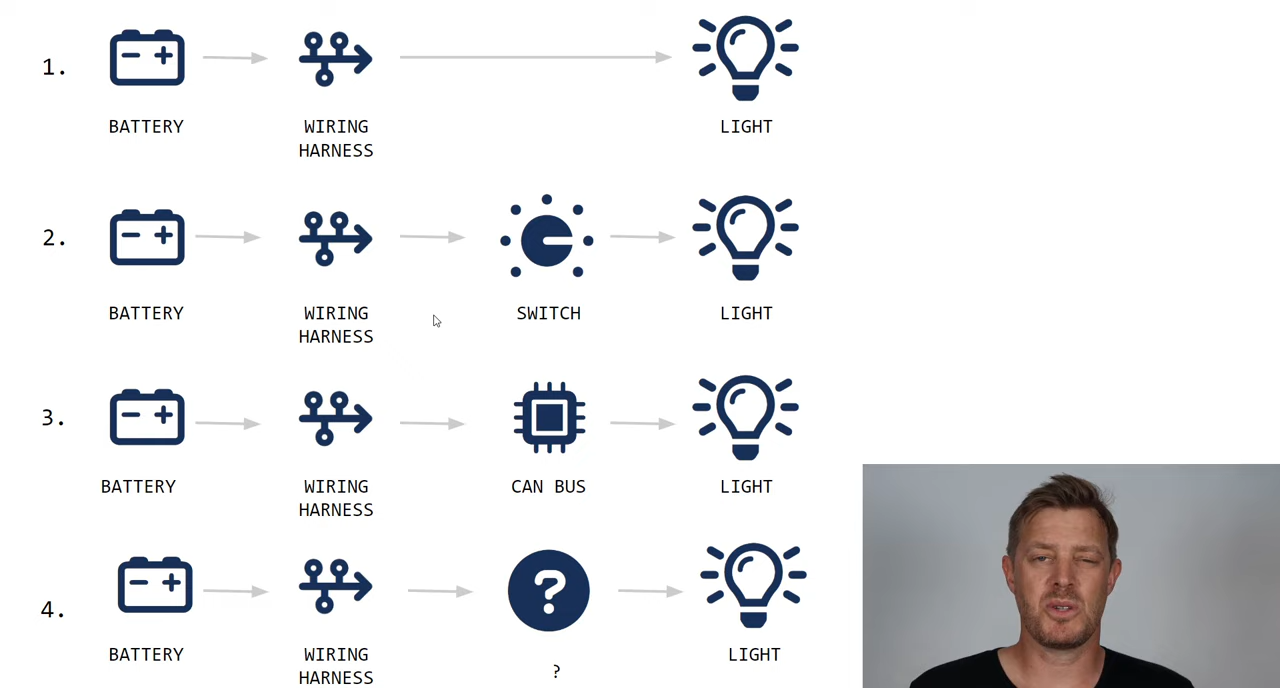 1.
BATTERY
WIRING
HARNESS
LIGHT
2.
BATTERY
WIRING
HARNESS
SWITCH
LIGHT
3.
BATTERY
WIRING
HARNESS
CAN BUS
LIGHT
4.
?
BATTERY
WIRING
HARNESS
?
LIGHT